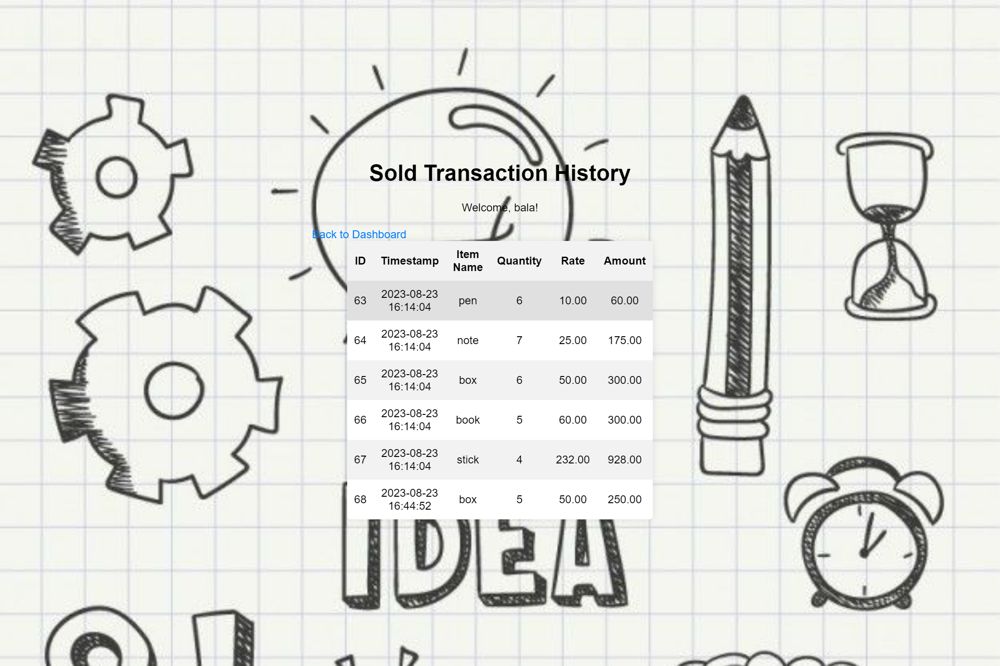 Sold Transaction History
Welcome, bala!
Back to Dashboard
ID Timestamp Item Name Quantity Rate Amount
63 2023-08-23 16:14:04 pen 6 10.00 60.00
64 2023-08-23 16:14:04 note 7 25.00 175.00
65 2023-08-23 16:14:04 box 6 50.00 300.00
66 2023-08-23 16:14:04 book 5 60.00 300.00
67 2023-08-23 16:14:04 stick 4 232.00 928.00
68 2023-08-23 16:44:52 box 5 50.00 250.00
IDEA